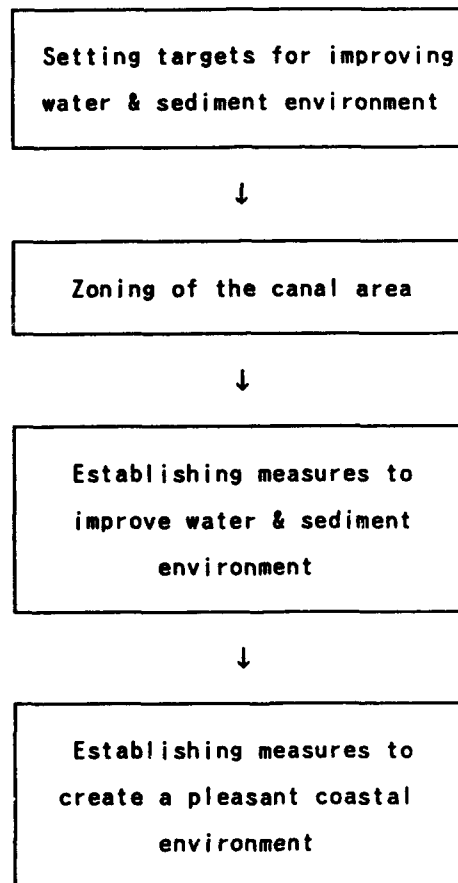 Setting targets for improving
water & sediment environment
↓
Zoning of the canal area
↓
Establishing measures to
improve water & sediment
environment
↓
Establishing measures to
create a pleasant coastal
environment